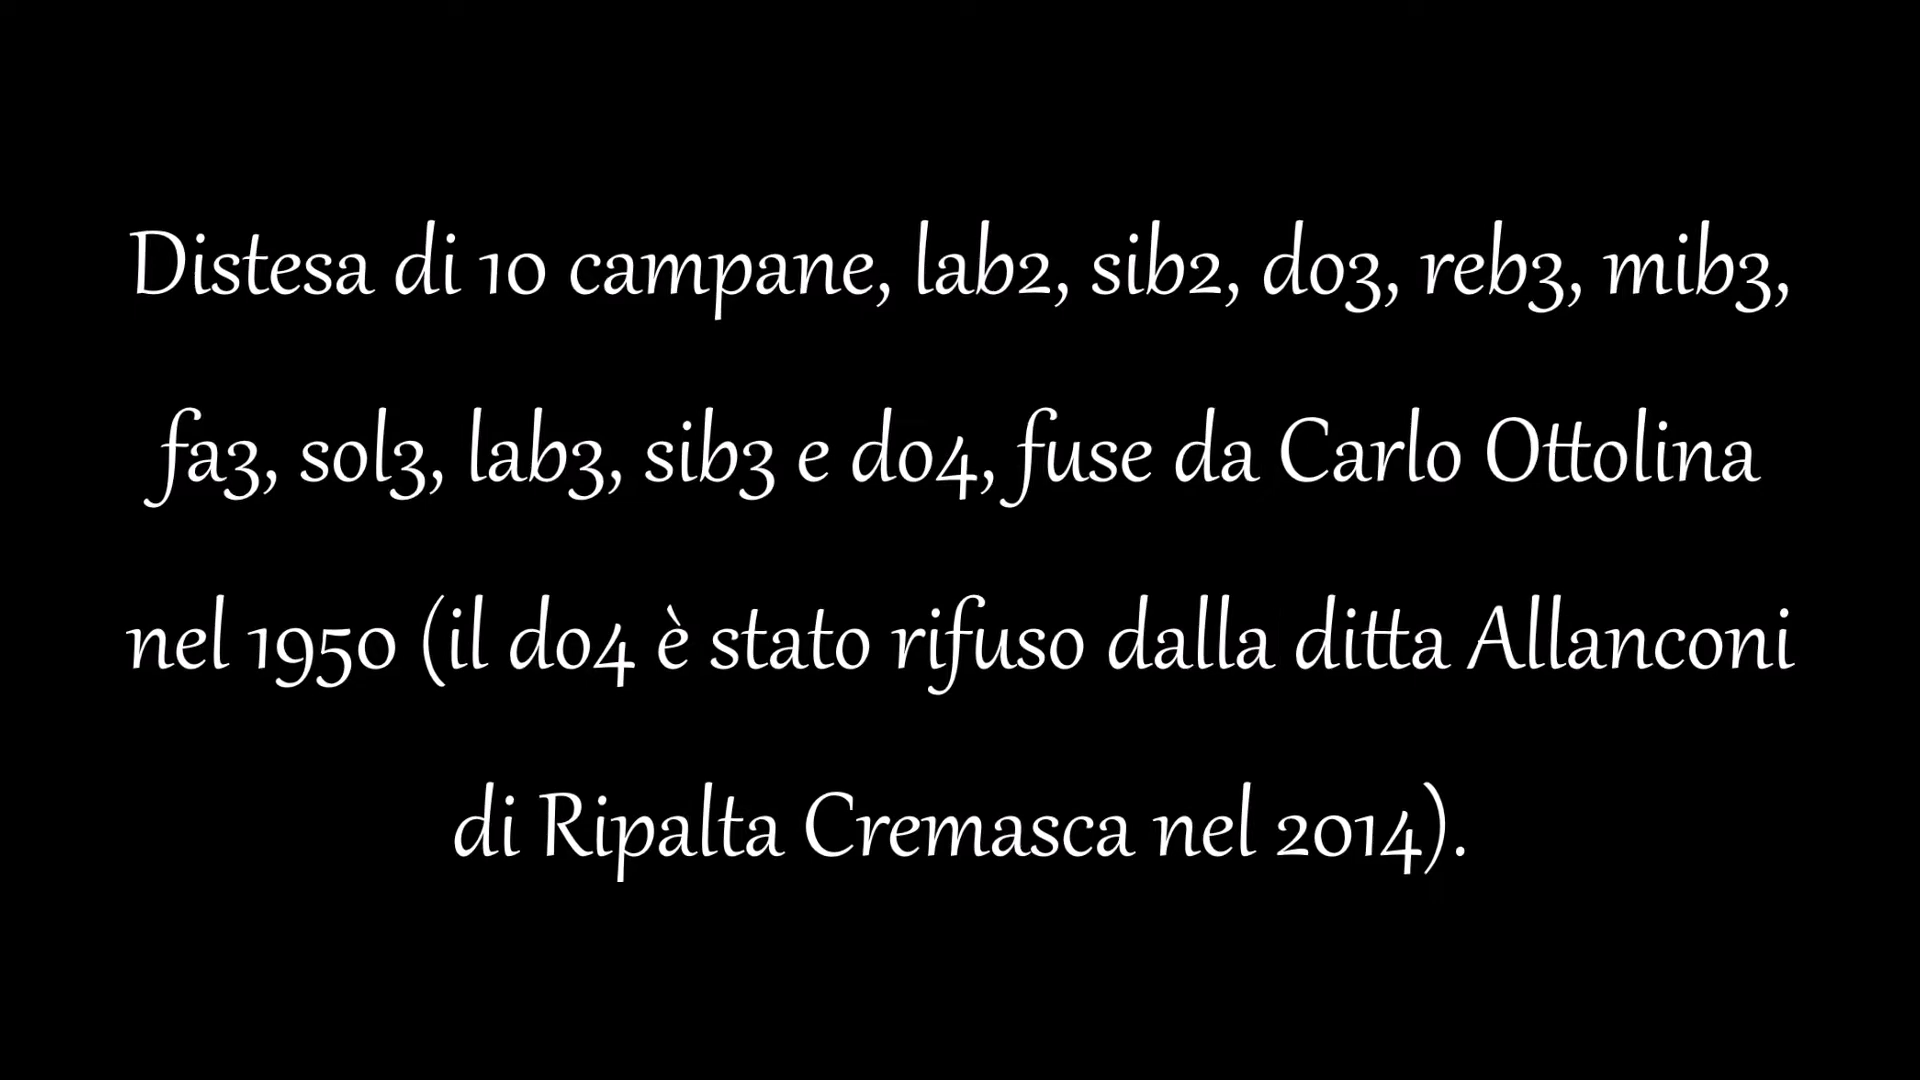 Distesa di 10 campane, lab2, sib2, do3, reb3, mib3,
fa3, sol3, lab3, sib3 e do4, fuse da Carlo Ottolina
nel 1950 (il do4 è stato rifuso dalla ditta Allanconi
di Ripalta Cremasca nel 2014).